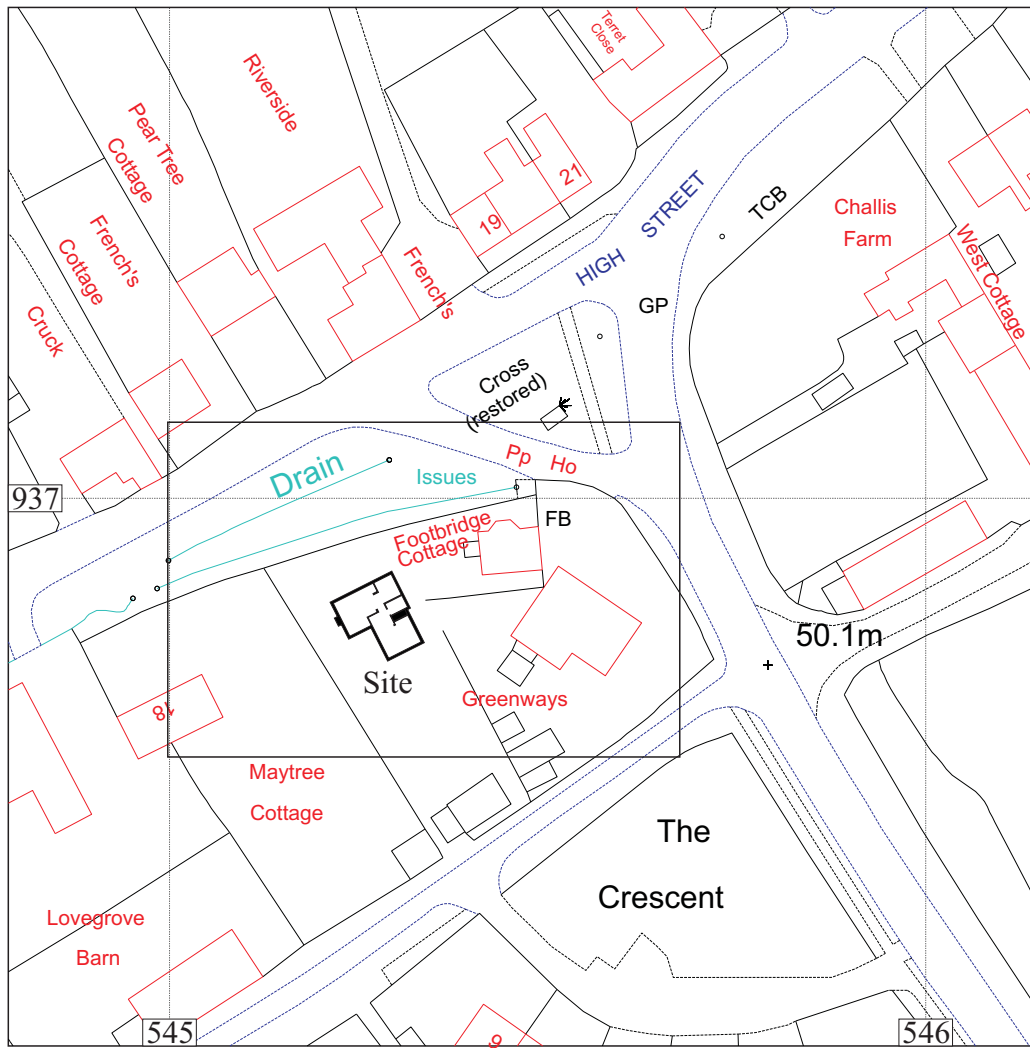 Terret
Close
Riverside
Pear Tree
Cottage
French's
Cottage
Cruck
21
19
French's
HIGH STREET
TCB
Challis
Farm
West Cottage
GP
Cross
(restored)
Pp Ho
Drain
Issues
937
Footbridge
Cottage
FB
50.1m
Site
18
Greenways
Maytree
Cottage
The
Crescent
Lovegrove
Barn
545
546